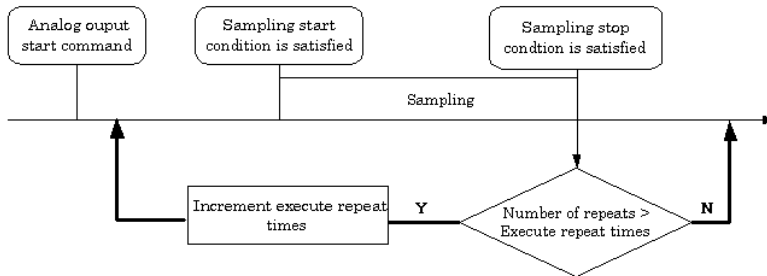 Analog ouput
start command
Sampling start
condition is satisfied
Sampling stop
condtion is satisfied
Sampling
Increment execute repeat
times
Y
Number of repeats >
Execute repeat times
N